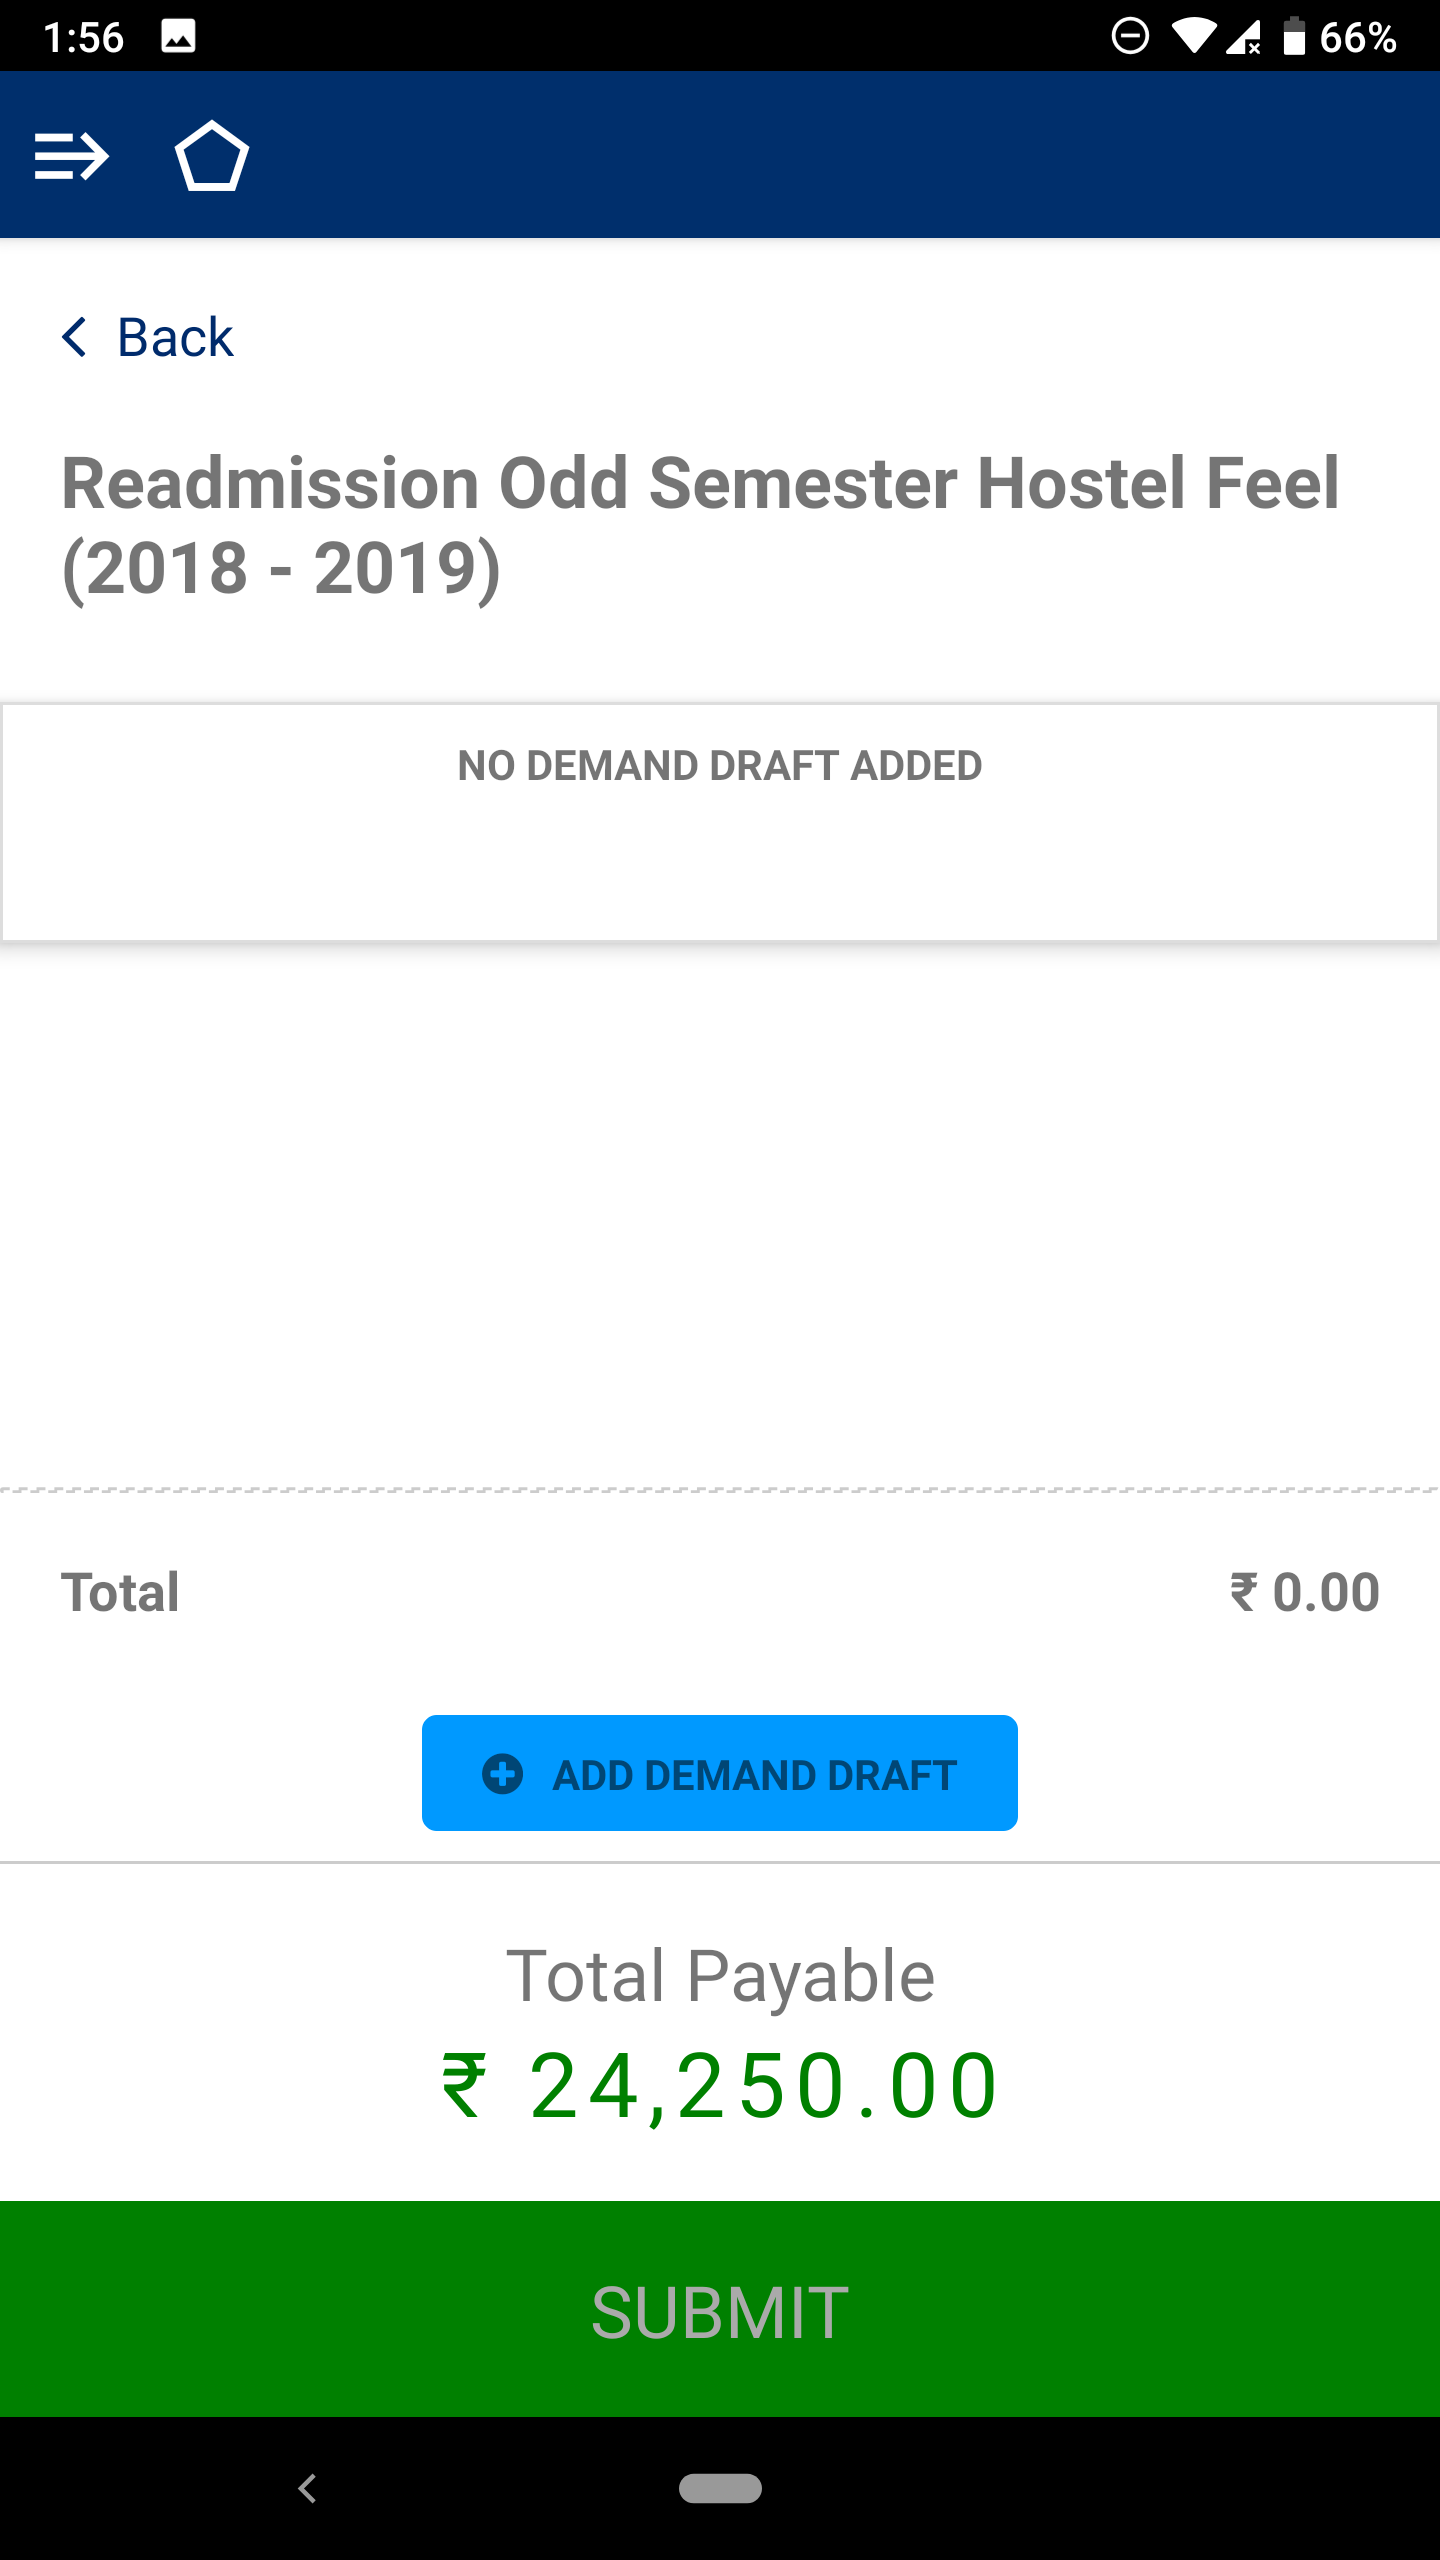 1:56 66%
Back
Readmission Odd Semester Hostel Feel
(2018 - 2019)
NO DEMAND DRAFT ADDED
Total ₹ 0.00
ADD DEMAND DRAFT
Total Payable
₹ 24,250.00
SUBMIT